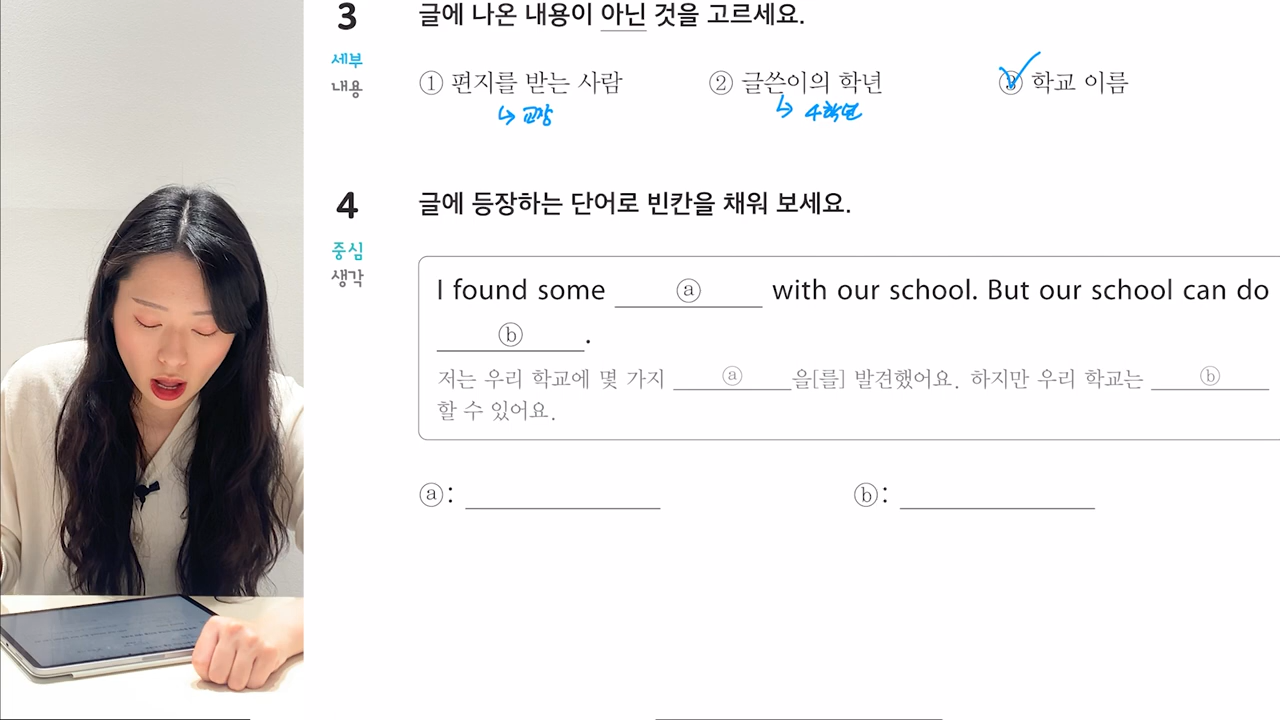 3 글에 나온 내용이 아닌 것을 고르세요.
세부
내용
① 편지를 받는 사람 ② 글쓴이의 학년 ③ 학교 이름
↳ 교장 ↳ 4학년
4 글에 등장하는 단어로 빈칸을 채워 보세요.
중심
생각
I found some ⓐ with our school. But our school can do
ⓑ .
저는 우리 학교에 몇 가지 ⓐ 을[를] 발견했어요. 하지만 우리 학교는 ⓑ
할 수 있어요.
ⓐ: ⓑ: